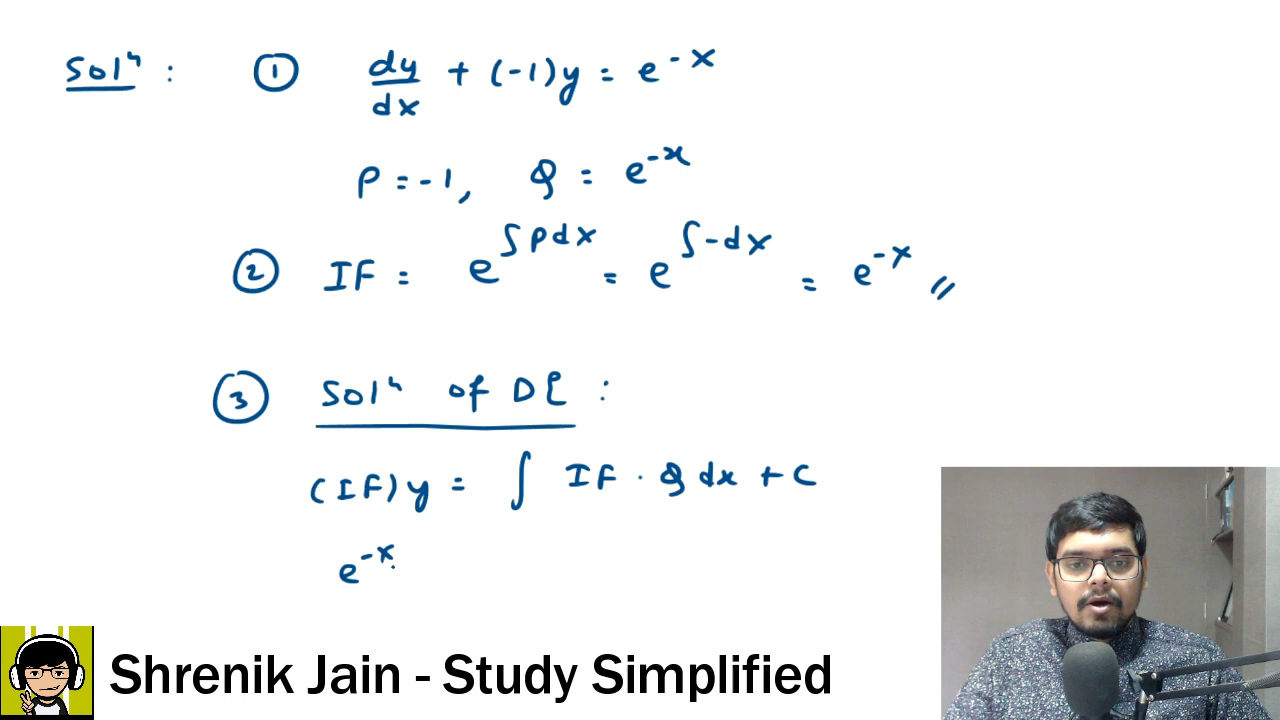 Solⁿ : ① dy/dx + (-1)y = e^-x
P = -1, Q = e^-x
② IF = e^∫Pdx = e^∫-dx = e^-x //
③ Solⁿ of DE :
(IF)y = ∫ IF · Q dx + C
e^-x
Shrenik Jain - Study Simplified